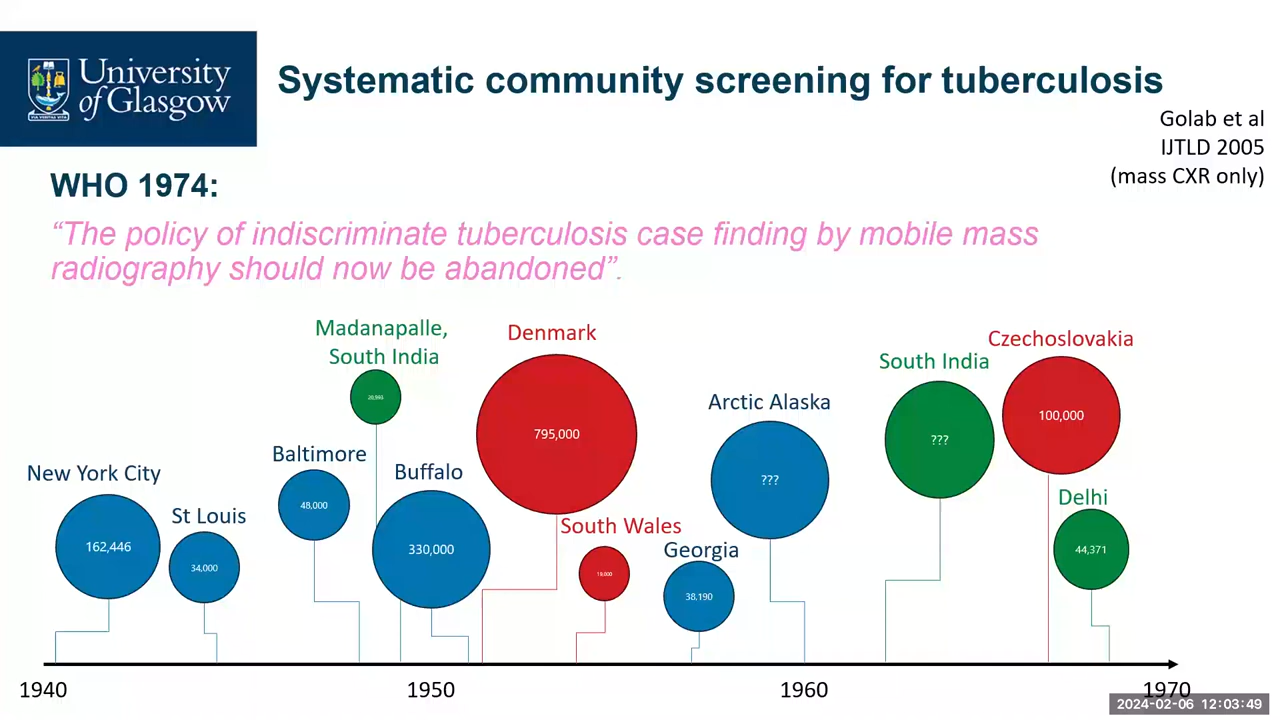 University
of Glasgow
VIA VERITAS VITA
Systematic community screening for tuberculosis
Golab et al
IJTLD 2005
(mass CXR only)
WHO 1974:
“The policy of indiscriminate tuberculosis case finding by mobile mass
radiography should now be abandoned”.
Madanapalle,
South India
Denmark
795,000
Czechoslovakia
100,000
South India
???
Arctic Alaska
???
Baltimore
48,000
Buffalo
330,000
New York City
162,446
St Louis
34,000
South Wales
Georgia
38.190
Delhi
44,371
1940
1950
1960
1970
2024-02-06 12:03:49